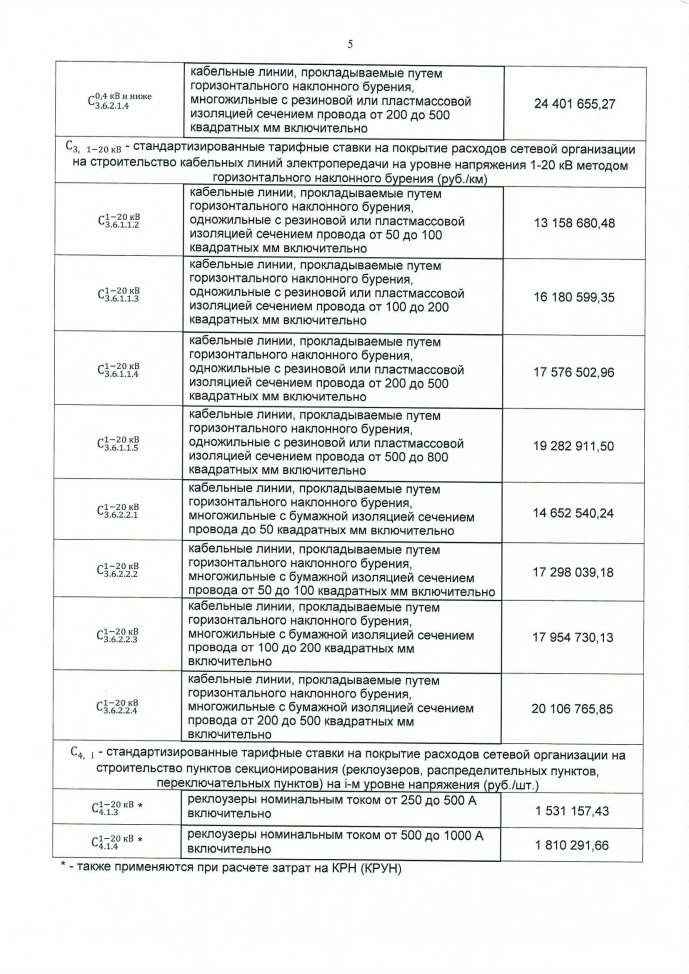 5
C 0,4 кВ и ниже 3.6.2.1.4
кабельные линии, прокладываемые путем
горизонтального наклонного бурения,
многожильные с резиновой или пластмассовой
изоляцией сечением провода от 200 до 500
квадратных мм включительно
24 401 655,27
C3, 1−20 кВ - стандартизированные тарифные ставки на покрытие расходов сетевой организации
на строительство кабельных линий электропередачи на уровне напряжения 1-20 кВ методом
горизонтального наклонного бурения (руб./км)
C 1−20 кВ 3.6.1.1.2
кабельные линии, прокладываемые путем
горизонтального наклонного бурения,
одножильные с резиновой или пластмассовой
изоляцией сечением провода от 50 до 100
квадратных мм включительно
13 158 680,48
C 1−20 кВ 3.6.1.1.3
кабельные линии, прокладываемые путем
горизонтального наклонного бурения,
одножильные с резиновой или пластмассовой
изоляцией сечением провода от 100 до 200
квадратных мм включительно
16 180 599,35
C 1−20 кВ 3.6.1.1.4
кабельные линии, прокладываемые путем
горизонтального наклонного бурения,
одножильные с резиновой или пластмассовой
изоляцией сечением провода от 200 до 500
квадратных мм включительно
17 576 502,96
C 1−20 кВ 3.6.1.1.5
кабельные линии, прокладываемые путем
горизонтального наклонного бурения,
одножильные с резиновой или пластмассовой
изоляцией сечением провода от 500 до 800
квадратных мм включительно
19 282 911,50
C 1−20 кВ 3.6.2.2.1
кабельные линии, прокладываемые путем
горизонтального наклонного бурения,
многожильные с бумажной изоляцией сечением
провода до 50 квадратных мм включительно
14 652 540,24
C 1−20 кВ 3.6.2.2.2
кабельные линии, прокладываемые путем
горизонтального наклонного бурения,
многожильные с бумажной изоляцией сечением
провода от 50 до 100 квадратных мм включительно
17 298 039,18
C 1−20 кВ 3.6.2.2.3
кабельные линии, прокладываемые путем
горизонтального наклонного бурения,
многожильные с бумажной изоляцией сечением
провода от 100 до 200 квадратных мм
включительно
17 954 730,13
C 1−20 кВ 3.6.2.2.4
кабельные линии, прокладываемые путем
горизонтального наклонного бурения,
многожильные с бумажной изоляцией сечением
провода от 200 до 500 квадратных мм
включительно
20 106 765,85
C4, i - стандартизированные тарифные ставки на покрытие расходов сетевой организации на
строительство пунктов секционирования (реклоузеров, распределительных пунктов,
переключательных пунктов) на i-м уровне напряжения (руб./шт.)
C 1−20 кВ * 4.1.3
реклоузеры номинальным током от 250 до 500 А
включительно
1 531 157,43
C 1−20 кВ * 4.1.4
реклоузеры номинальным током от 500 до 1000 А
включительно
1 810 291,66
* - также применяются при расчете затрат на КРН (КРУН)